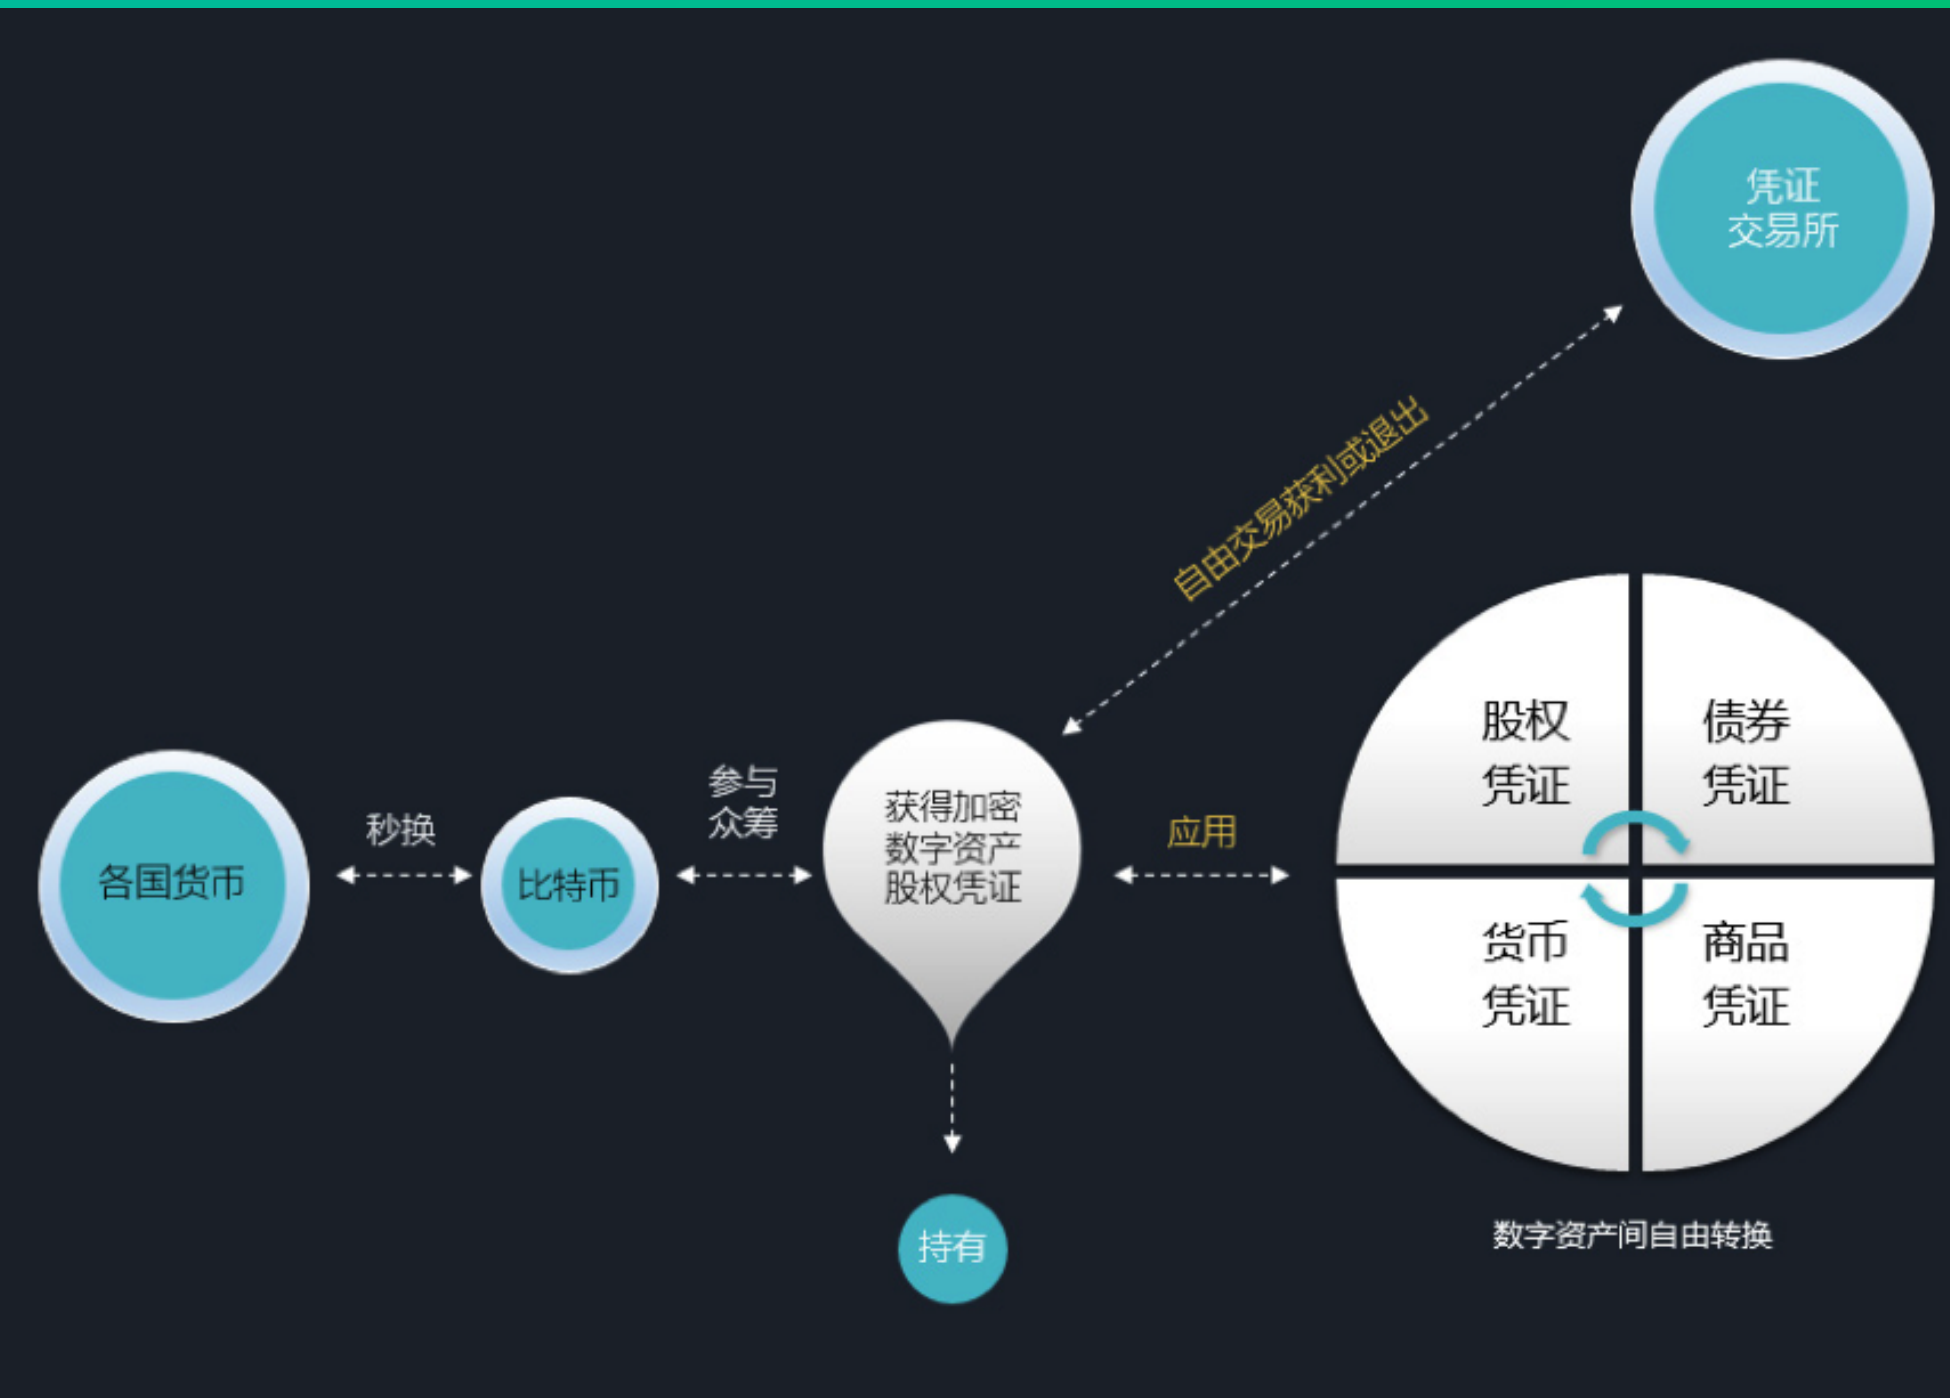 凭证
交易所
自由交易获利或退出
股权
凭证
债券
凭证
参与
众筹
获得加密
数字资产
股权凭证
秒换
应用
各国货币
比特币
货币
凭证
商品
凭证
持有
数字资产间自由转换